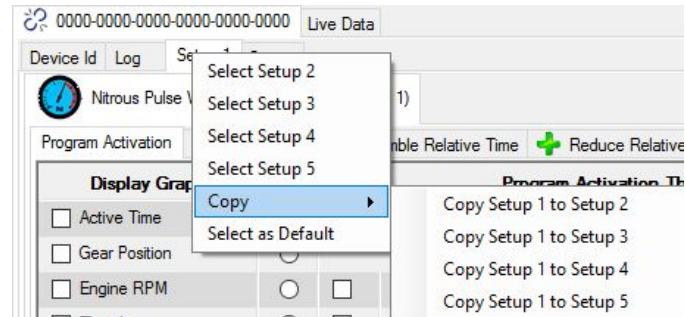 0000-0000-0000-0000-0000-0000 Live Data
Device Id Log
Select Setup 2
Nitrous Pulse
Select Setup 3
1)
Select Setup 4
Program Activation
Relative Time Reduce Relative
Select Setup 5
Display
Program Activation
Copy
Copy Setup 1 to Setup 2
Active Time
Select as Default
Copy Setup 1 to Setup 3
Gear Position
Copy Setup 1 to Setup 4
Engine RPM
Copy Setup 1 to Setup 5